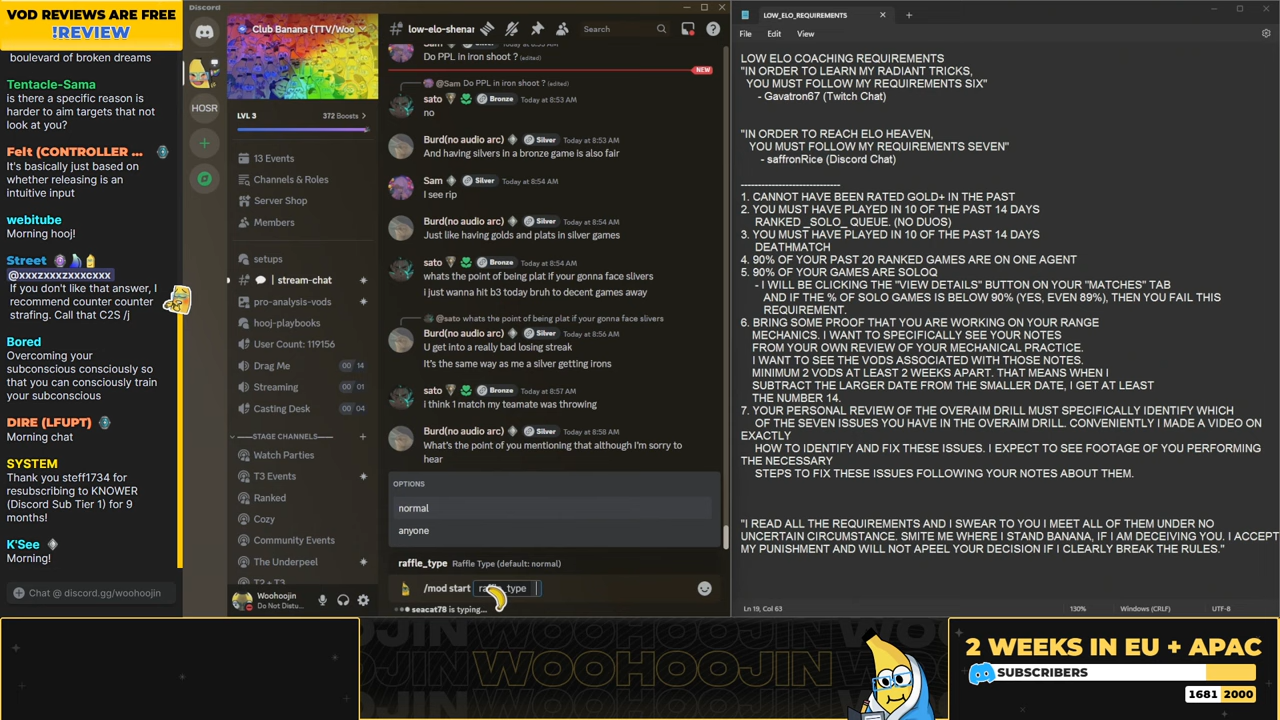 VOD REVIEWS ARE FREE
!REVIEW
boulevard of broken dreams
Tentacle-Sama
is there a specific reason is
harder to aim targets that not
look at you?
Felt (CONTROLLER ...
It's basically just based on
whether releasing is an
intuitive input
webitube
Morning hooj!
Street
@xxxzxxxzxxxcxxx
If you don't like that answer, I
recommend counter counter
strafing. Call that C2S /j
Bored
Overcoming your
subconscious consciously so
that you can consciously train
your subconscious
DIRE (LFUPT)
Morning chat
SYSTEM
Thank you steff1734 for
resubscribing to KNOWER
(Discord Sub Tier 1) for 9
months!
K'See
Morning!
Chat @ discord.gg/woohoojin
Discord
HOSR
Club Banana (TTV/Woo
LVL 3
372 Boosts
13 Events
Channels & Roles
Server Shop
Members
setups
stream-chat
pro-analysis-vods
hooj-playbooks
User Count: 119156
Drag Me
00 14
Streaming
00 01
Casting Desk
00 04
STAGE CHANNELS
Watch Parties
T3 Events
Ranked
Cozy
Community Events
The Underpeel
T2 + T3
Woohoojin
Do Not Distu...
low-elo-shenar
Search
Do PPL in iron shoot ? (edited)
NEW
@Sam Do PPL in iron shoot ? (edited)
sato Bronze Today at 8:53 AM
no
Burd(no audio arc) Silver Today at 8:53 AM
And having silvers in a bronze game is also fair
Sam Silver Today at 8:54 AM
I see rip
Burd(no audio arc) Silver Today at 8:54 AM
Just like having golds and plats in silver games
sato Bronze Today at 8:55 AM
whats the point of being plat if your gonna face silvers
i just wanna hit b3 today bruh to decent games away
@sato whats the point of being plat if your gonna face silvers
Burd(no audio arc) Silver Today at 8:56 AM
U get into a really bad losing streak
It's the same way as me a silver getting irons
sato Bronze Today at 8:57 AM
i think 1 match my teamate was throwing
Burd(no audio arc) Silver Today at 8:58 AM
What's the point of you mentioning that although I'm sorry to
hear
OPTIONS
normal
anyone
raffle_type Raffle Type (default: normal)
/mod start raffle_type
seacat78 is typing...
LOW_ELO_REQUIREMENTS
File Edit View
LOW ELO COACHING REQUIREMENTS
"IN ORDER TO LEARN MY RADIANT TRICKS,
YOU MUST FOLLOW MY REQUIREMENTS SIX"
- Gavatron67 (Twitch Chat)
"IN ORDER TO REACH ELO HEAVEN,
YOU MUST FOLLOW MY REQUIREMENTS SEVEN"
- saffronRice (Discord Chat)
-----------------------------
1. CANNOT HAVE BEEN RATED GOLD+ IN THE PAST
2. YOU MUST HAVE PLAYED IN 10 OF THE PAST 14 DAYS
RANKED _SOLO_ QUEUE. (NO DUOS)
3. YOU MUST HAVE PLAYED IN 10 OF THE PAST 14 DAYS
DEATHMATCH
4. 90% OF YOUR PAST 20 RANKED GAMES ARE ON ONE AGENT
5. 90% OF YOUR GAMES ARE SOLOQ
- I WILL BE CLICKING THE "VIEW DETAILS" BUTTON ON YOUR "MATCHES" TAB
AND IF THE % OF SOLO GAMES IS BELOW 90% (YES, EVEN 89%), THEN YOU FAIL THIS
REQUIREMENT.
6. BRING SOME PROOF THAT YOU ARE WORKING ON YOUR RANGE
MECHANICS. I WANT TO SPECIFICALLY SEE YOUR NOTES
FROM YOUR OWN REVIEW OF YOUR MECHANICAL PRACTICE.
I WANT TO SEE THE VODS ASSOCIATED WITH THOSE NOTES.
MINIMUM 2 VODS AT LEAST 2 WEEKS APART. THAT MEANS WHEN I
SUBTRACT THE LARGER DATE FROM THE SMALLER DATE, I GET AT LEAST
THE NUMBER 14.
7. YOUR PERSONAL REVIEW OF THE OVERAIM DRILL MUST SPECIFICALLY IDENTIFY WHICH
OF THE SEVEN ISSUES YOU HAVE IN THE OVERAIM DRILL. CONVENIENTLY I MADE A VIDEO ON
EXACTLY
HOW TO IDENTIFY AND FIX THESE ISSUES. I EXPECT TO SEE FOOTAGE OF YOU PERFORMING
THE NECESSARY
STEPS TO FIX THESE ISSUES FOLLOWING YOUR NOTES ABOUT THEM.
"I READ ALL THE REQUIREMENTS AND I SWEAR TO YOU I MEET ALL OF THEM UNDER NO
UNCERTAIN CIRCUMSTANCE. SMITE ME WHERE I STAND BANANA, IF I AM DECEIVING YOU. I ACCEPT
MY PUNISHMENT AND WILL NOT APEEL YOUR DECISION IF I CLEARLY BREAK THE RULES."
Ln 19, Col 63
130%
Windows (CRLF)
UTF-8
WOOHOOJIN
2 WEEKS IN EU + APAC
SUBSCRIBERS
1681 2000